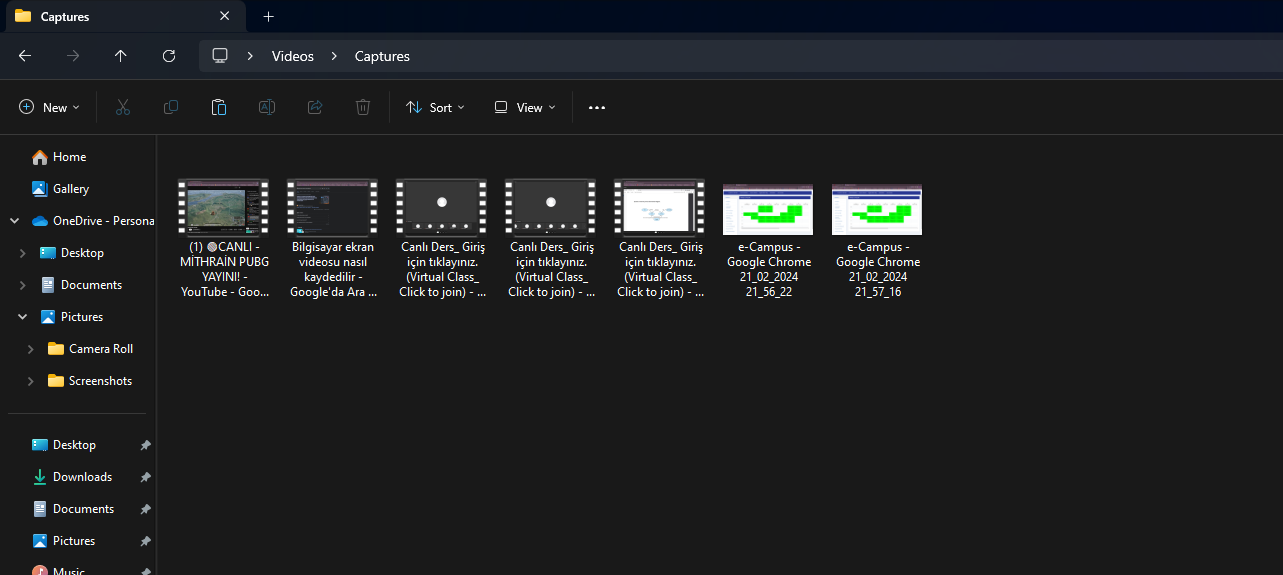 Captures
Videos > Captures
New
Sort
View
Home
Gallery
OneDrive - Persona
Desktop
Documents
Pictures
Camera Roll
Screenshots
Desktop
Downloads
Documents
Pictures
Music
(1) 🔴CANLI -
MİTHRAİN PUBG
YAYINI! -
YouTube - Goo...
Bilgisayar ekran
videosu nasıl
kaydedilir -
Google'da Ara ...
Canlı Ders_ Giriş
için tıklayınız.
(Virtual Class_
Click to join) - ...
Canlı Ders_ Giriş
için tıklayınız.
(Virtual Class_
Click to join) - ...
Canlı Ders_ Giriş
için tıklayınız.
(Virtual Class_
Click to join) - ...
e-Campus -
Google Chrome
21_02_2024
21_56_22
e-Campus -
Google Chrome
21_02_2024
21_57_16